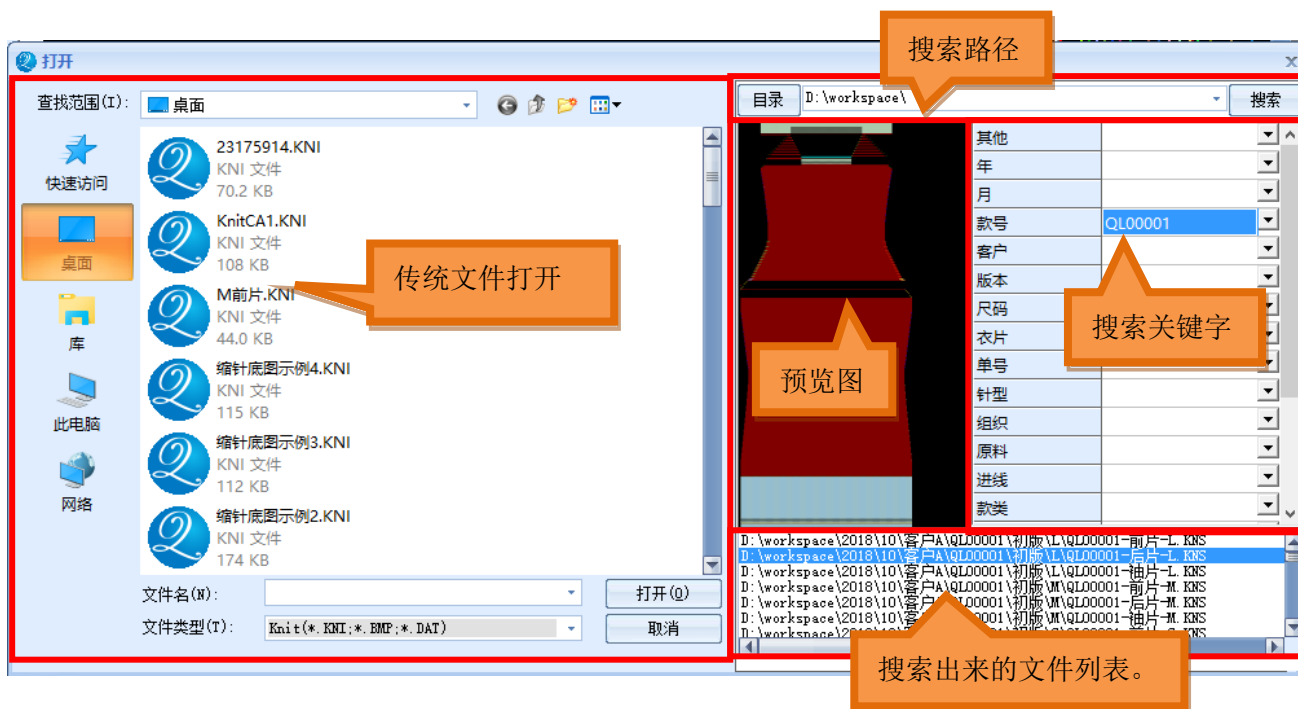 打开
x
搜索路径
查找范围(I):
桌面
目录
D:\workspace\
搜索
快速访问
桌面
库
此电脑
网络
23175914.KNI
KNI 文件
70.2 KB
KnitCA1.KNI
KNI 文件
108 KB
M前片.KNI
KNI 文件
44.0 KB
缩针底图示例4.KNI
KNI 文件
115 KB
缩针底图示例3.KNI
KNI 文件
112 KB
缩针底图示例2.KNI
KNI 文件
174 KB
传统文件打开
文件名(N):
打开(O)
文件类型(T):
Knit(*.KNI;*.BMP;*.DAT)
取消
预览图
其他
年
月
款号
QL00001
客户
版本
尺码
衣片
单号
针型
组织
原料
进线
款类
搜索关键字
D:\workspace\2018\10\客户A\QL00001\初版\L\QL00001-前片-L.KNS
D:\workspace\2018\10\客户A\QL00001\初版\L\QL00001-后片-L.KNS
D:\workspace\2018\10\客户A\QL00001\初版\L\QL00001-袖片-L.KNS
D:\workspace\2018\10\客户A\QL00001\初版\M\QL00001-前片-M.KNS
D:\workspace\2018\10\客户A\QL00001\初版\M\QL00001-后片-M.KNS
D:\workspace\2018\10\客户A\QL00001\初版\M\QL00001-袖片-M.KNS
搜索出来的文件列表。